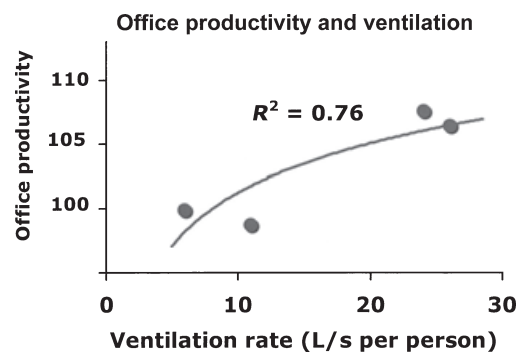 Office productivity and ventilation
Office productivity
110
105
100
R² = 0.76
0 10 20 30
Ventilation rate (L/s per person)